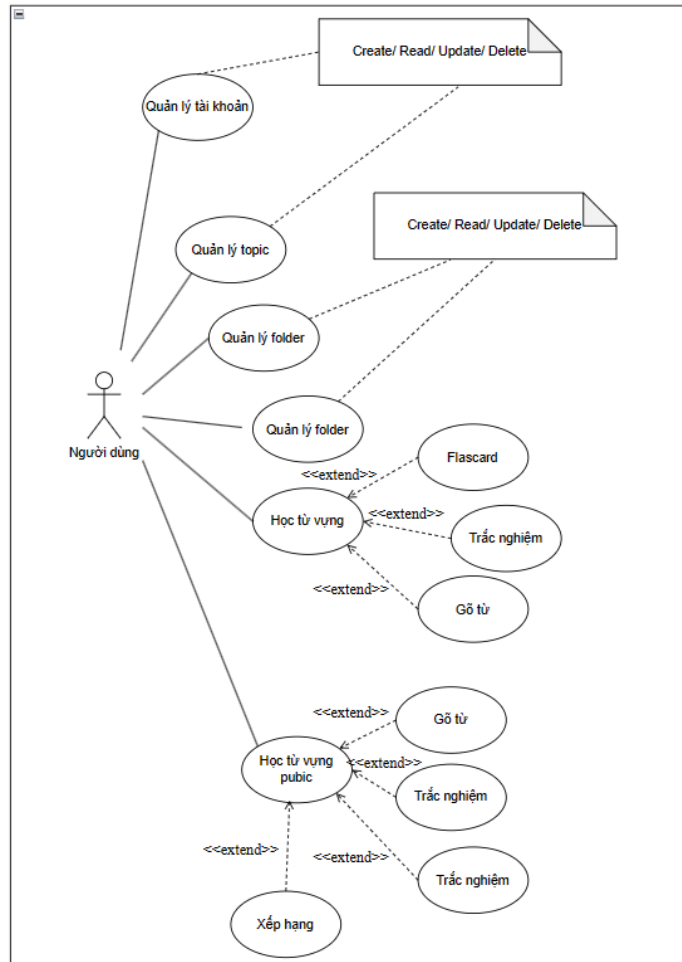 Create/ Read/ Update/ Delete
Quản lý tài khoản
Create/ Read/ Update/ Delete
Quản lý topic
Quản lý folder
Người dùng
Quản lý folder
Flascard
<<extend>>
<<extend>>
Học từ vựng
Trắc nghiệm
<<extend>>
Gõ từ
<<extend>>
Gõ từ
Học từ vựng
pubic
<<extend>>
Trắc nghiệm
<<extend>>
<<extend>>
Trắc nghiệm
Xếp hạng